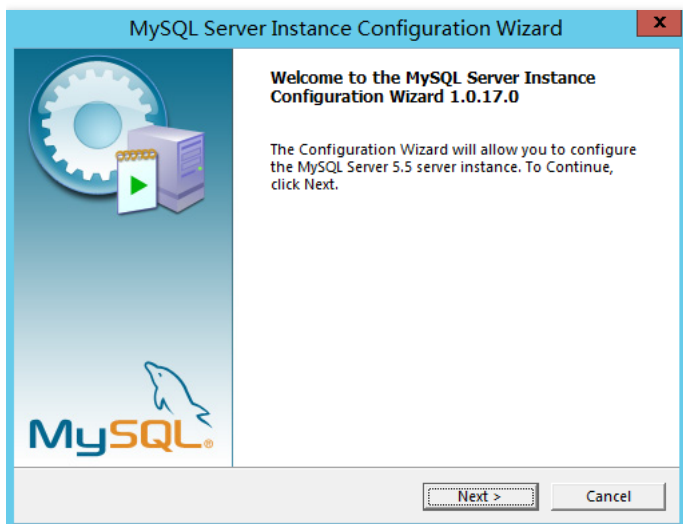 MySQL Server Instance Configuration Wizard
x
Welcome to the MySQL Server Instance
Configuration Wizard 1.0.17.0
The Configuration Wizard will allow you to configure
the MySQL Server 5.5 server instance. To Continue,
click Next.
MySQL®
Next >
Cancel